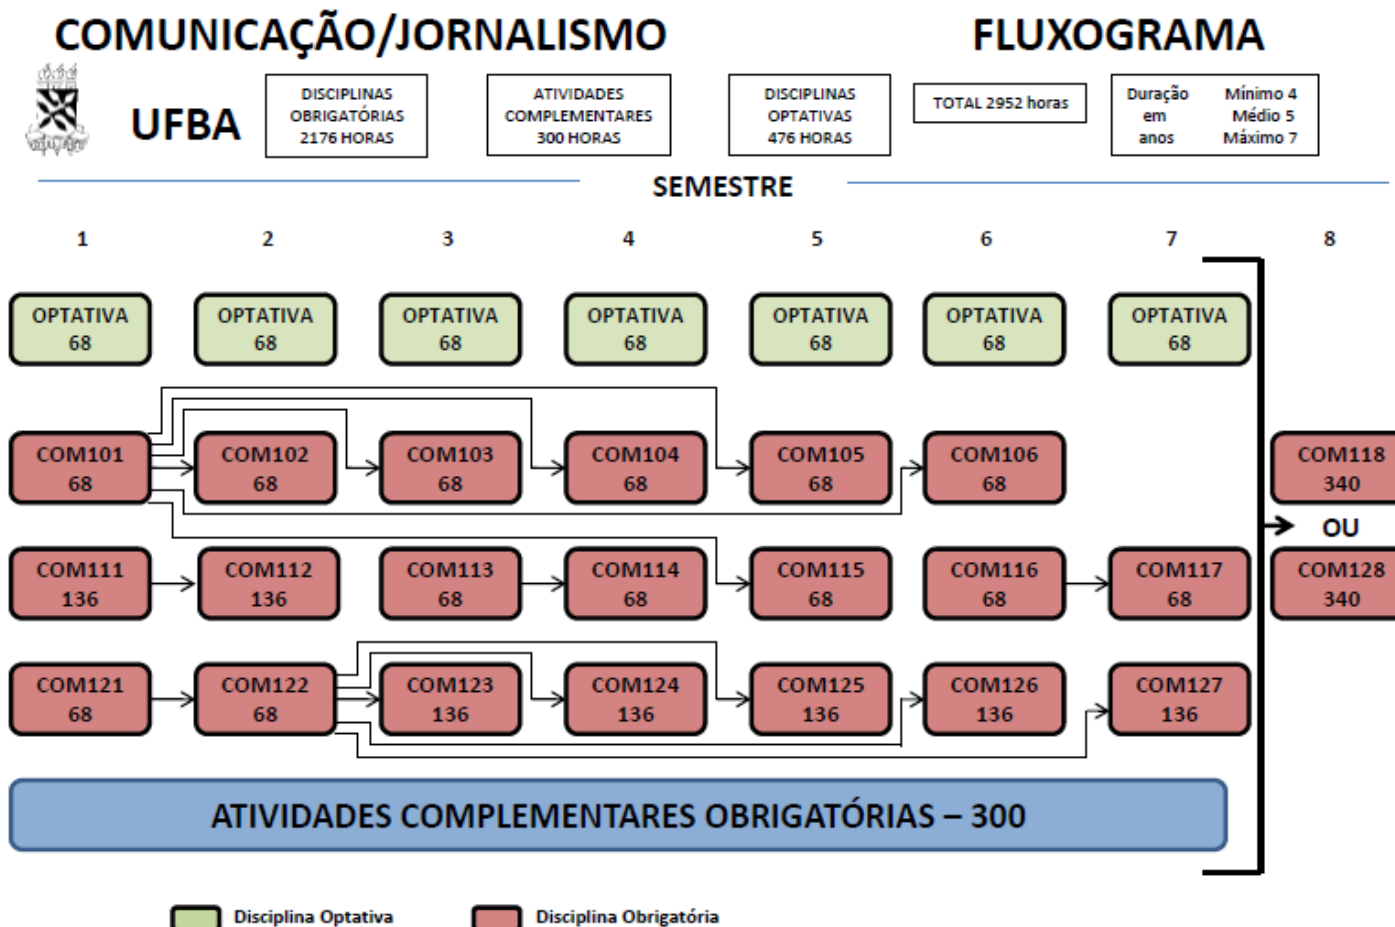 COMUNICAÇÃO/JORNALISMO
FLUXOGRAMA
UFBA
DISCIPLINAS
OBRIGATÓRIAS
2176 HORAS
ATIVIDADES
COMPLEMENTARES
300 HORAS
DISCIPLINAS
OPTATIVAS
476 HORAS
TOTAL 2952 horas
Duração
em
anos
Mínimo 4
Médio 5
Máximo 7
SEMESTRE
1 2 3 4 5 6 7 8
OPTATIVA
68
OPTATIVA
68
OPTATIVA
68
OPTATIVA
68
OPTATIVA
68
OPTATIVA
68
OPTATIVA
68
COM101
68
COM102
68
COM103
68
COM104
68
COM105
68
COM106
68
COM118
340
OU
COM111
136
COM112
136
COM113
68
COM114
68
COM115
68
COM116
68
COM117
68
COM128
340
COM121
68
COM122
68
COM123
136
COM124
136
COM125
136
COM126
136
COM127
136
ATIVIDADES COMPLEMENTARES OBRIGATÓRIAS – 300
Disciplina Optativa
Disciplina Obrigatória